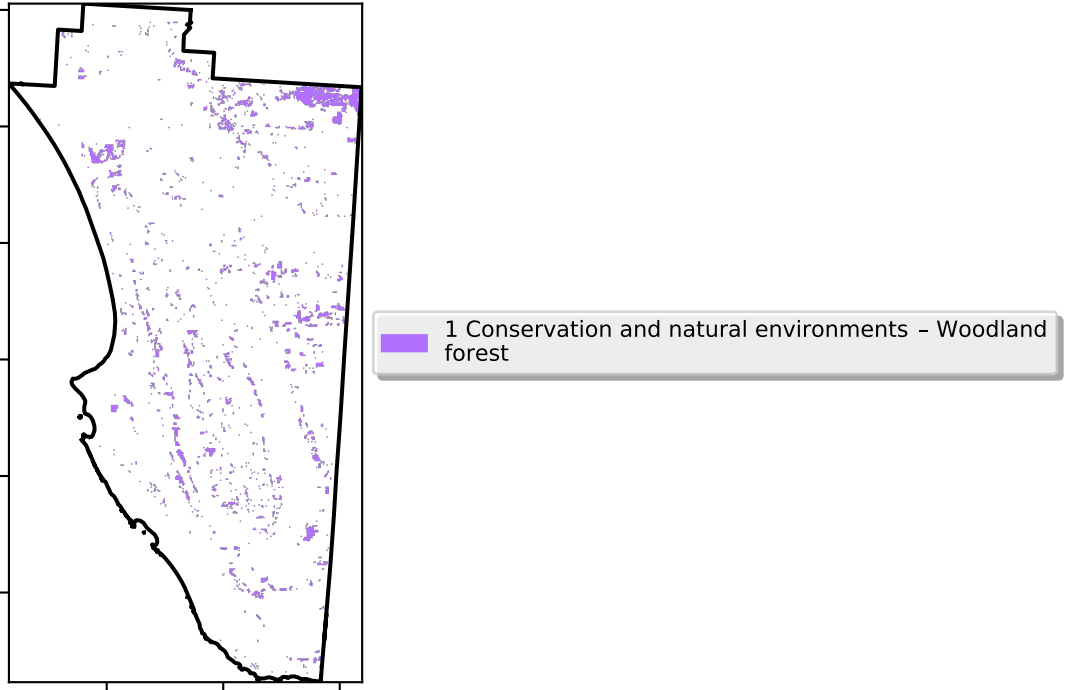 1 Conservation and natural environments – Woodland
forest